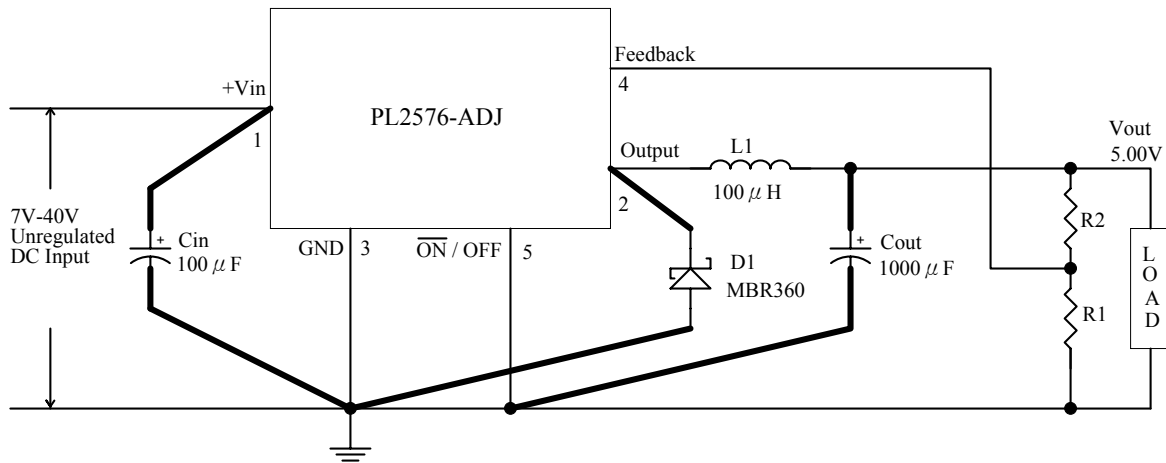 Feedback
4
+Vin
1
PL2576-ADJ
Output
2
L1
100 μ H
Vout
5.00V
7V-40V
Unregulated
DC Input
Cin
+
100 μ F
GND
3
O̅N̅ / OFF
5
D1
MBR360
+
Cout
1000 μ F
R2
R1
L
O
A
D